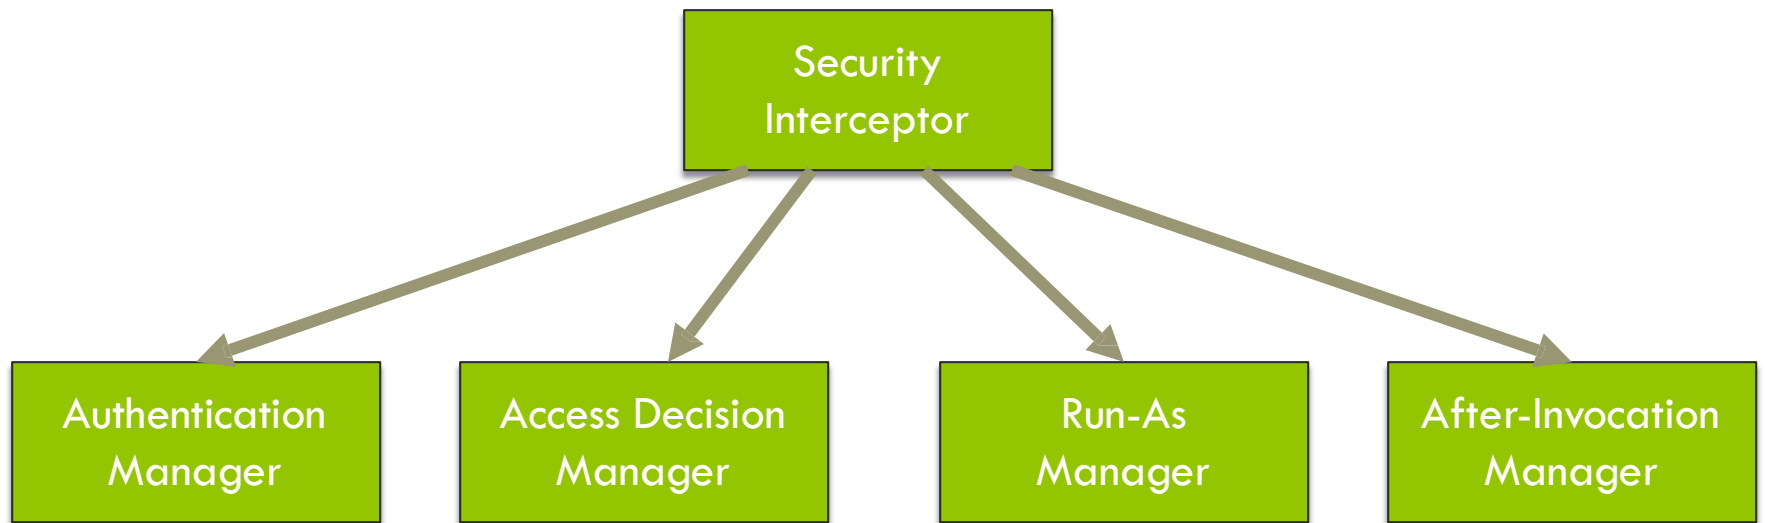 Security
Interceptor
Authentication
Manager
Access Decision
Manager
Run-As
Manager
After-Invocation
Manager